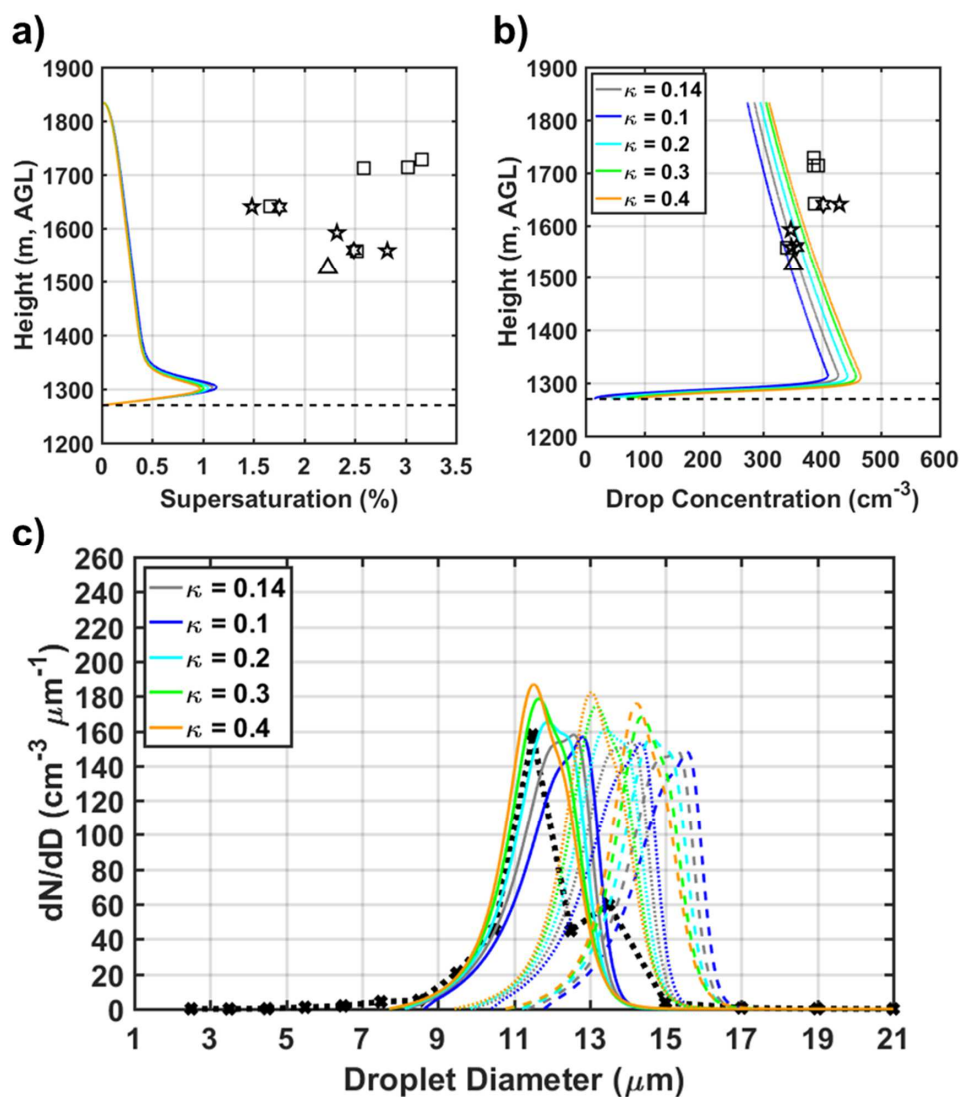 a)
1900
1800
1700
1600
1500
1400
1300
1200
Height (m, AGL)
0 0.5 1 1.5 2 2.5 3 3.5
Supersaturation (%)
b)
1900
1800
1700
1600
1500
1400
1300
1200
Height (m, AGL)
κ = 0.14
κ = 0.1
κ = 0.2
κ = 0.3
κ = 0.4
0 100 200 300 400 500 600
Drop Concentration (cm⁻³)
c)
260
240
220
200
180
160
140
120
100
80
60
40
20
0
dN/dD (cm⁻³ μm⁻¹)
κ = 0.14
κ = 0.1
κ = 0.2
κ = 0.3
κ = 0.4
1 3 5 7 9 11 13 15 17 19 21
Droplet Diameter (μm)